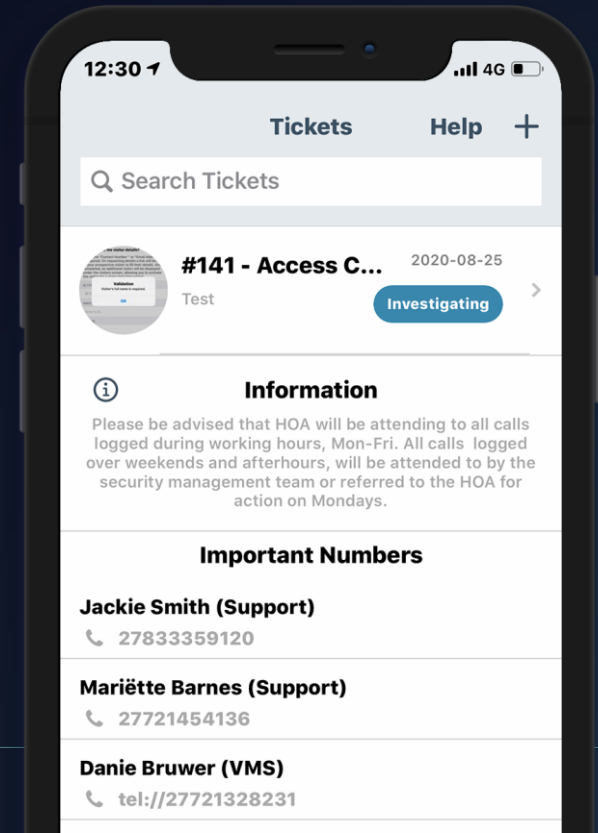 12:30
4G
Tickets Help +
Search Tickets
#141 - Access C... 2020-08-25
Test
Investigating
Validation
OK
Information
Please be advised that HOA will be attending to all calls
logged during working hours, Mon-Fri. All calls logged
over weekends and afterhours, will be attended to by the
security management team or referred to the HOA for
action on Mondays.
Important Numbers
Jackie Smith (Support)
27833359120
Mariëtte Barnes (Support)
27721454136
Danie Bruwer (VMS)
tel://27721328231